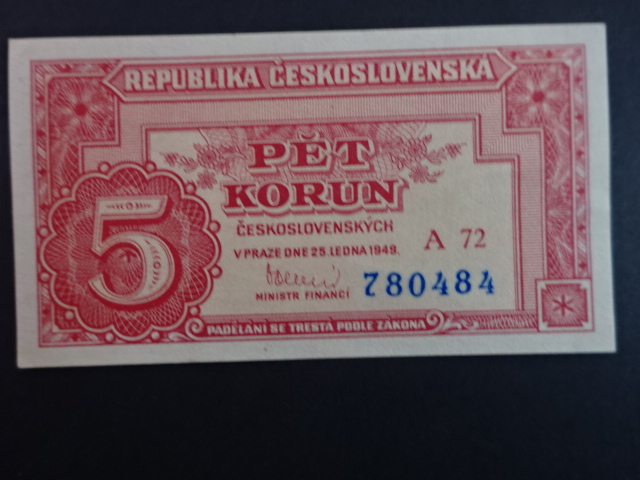 REPUBLIKA ČESKOSLOVENSKÁ
PĚT
KORUN
ČESKOSLOVENSKÝCH
V PRAZE DNE 25. LEDNA 1949.
A 72
780484
MINISTR FINANCÍ
5
PADĚLÁNÍ SE TRESTÁ PODLE ZÁKONA